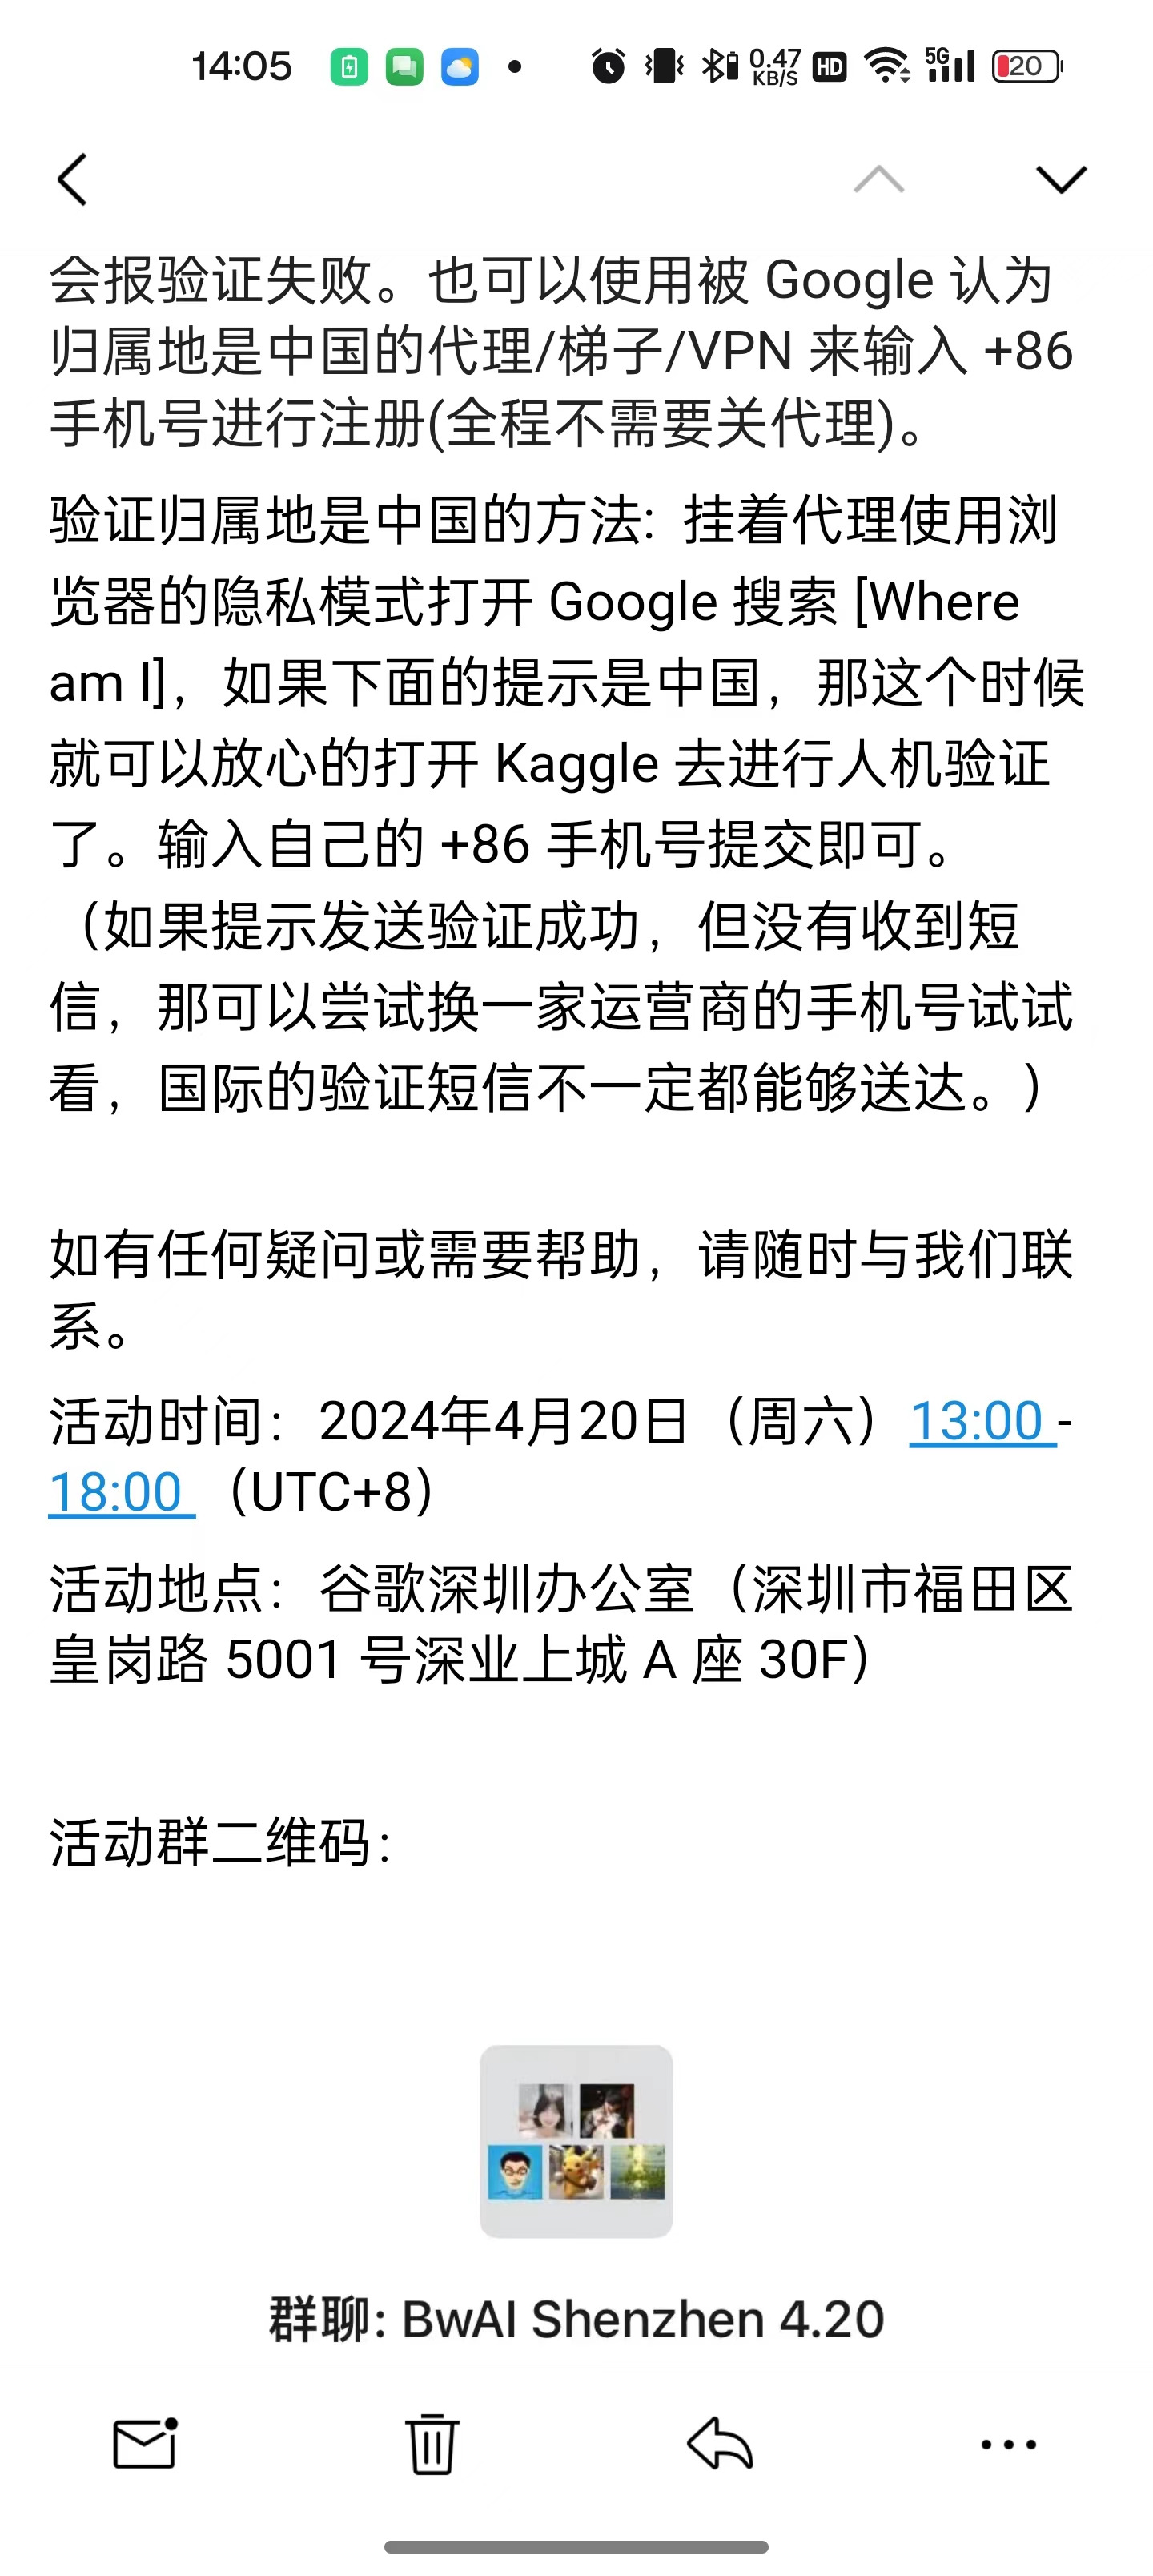 14:05
0.47
KB/S
HD
5G
20
会报验证失败。也可以使用被 Google 认为
归属地是中国的代理/梯子/VPN 来输入 +86
手机号进行注册(全程不需要关代理)。
验证归属地是中国的方法：挂着代理使用浏
览器的隐私模式打开 Google 搜索 [Where
am I]，如果下面的提示是中国，那这个时候
就可以放心的打开 Kaggle 去进行人机验证
了。输入自己的 +86 手机号提交即可。
（如果提示发送验证成功，但没有收到短
信，那可以尝试换一家运营商的手机号试试
看，国际的验证短信不一定都能够送达。）
如有任何疑问或需要帮助，请随时与我们联
系。
活动时间：2024年4月20日（周六）13:00 -
18:00 （UTC+8）
活动地点：谷歌深圳办公室（深圳市福田区
皇岗路 5001 号深业上城 A 座 30F）
活动群二维码：
群聊: BwAI Shenzhen 4.20